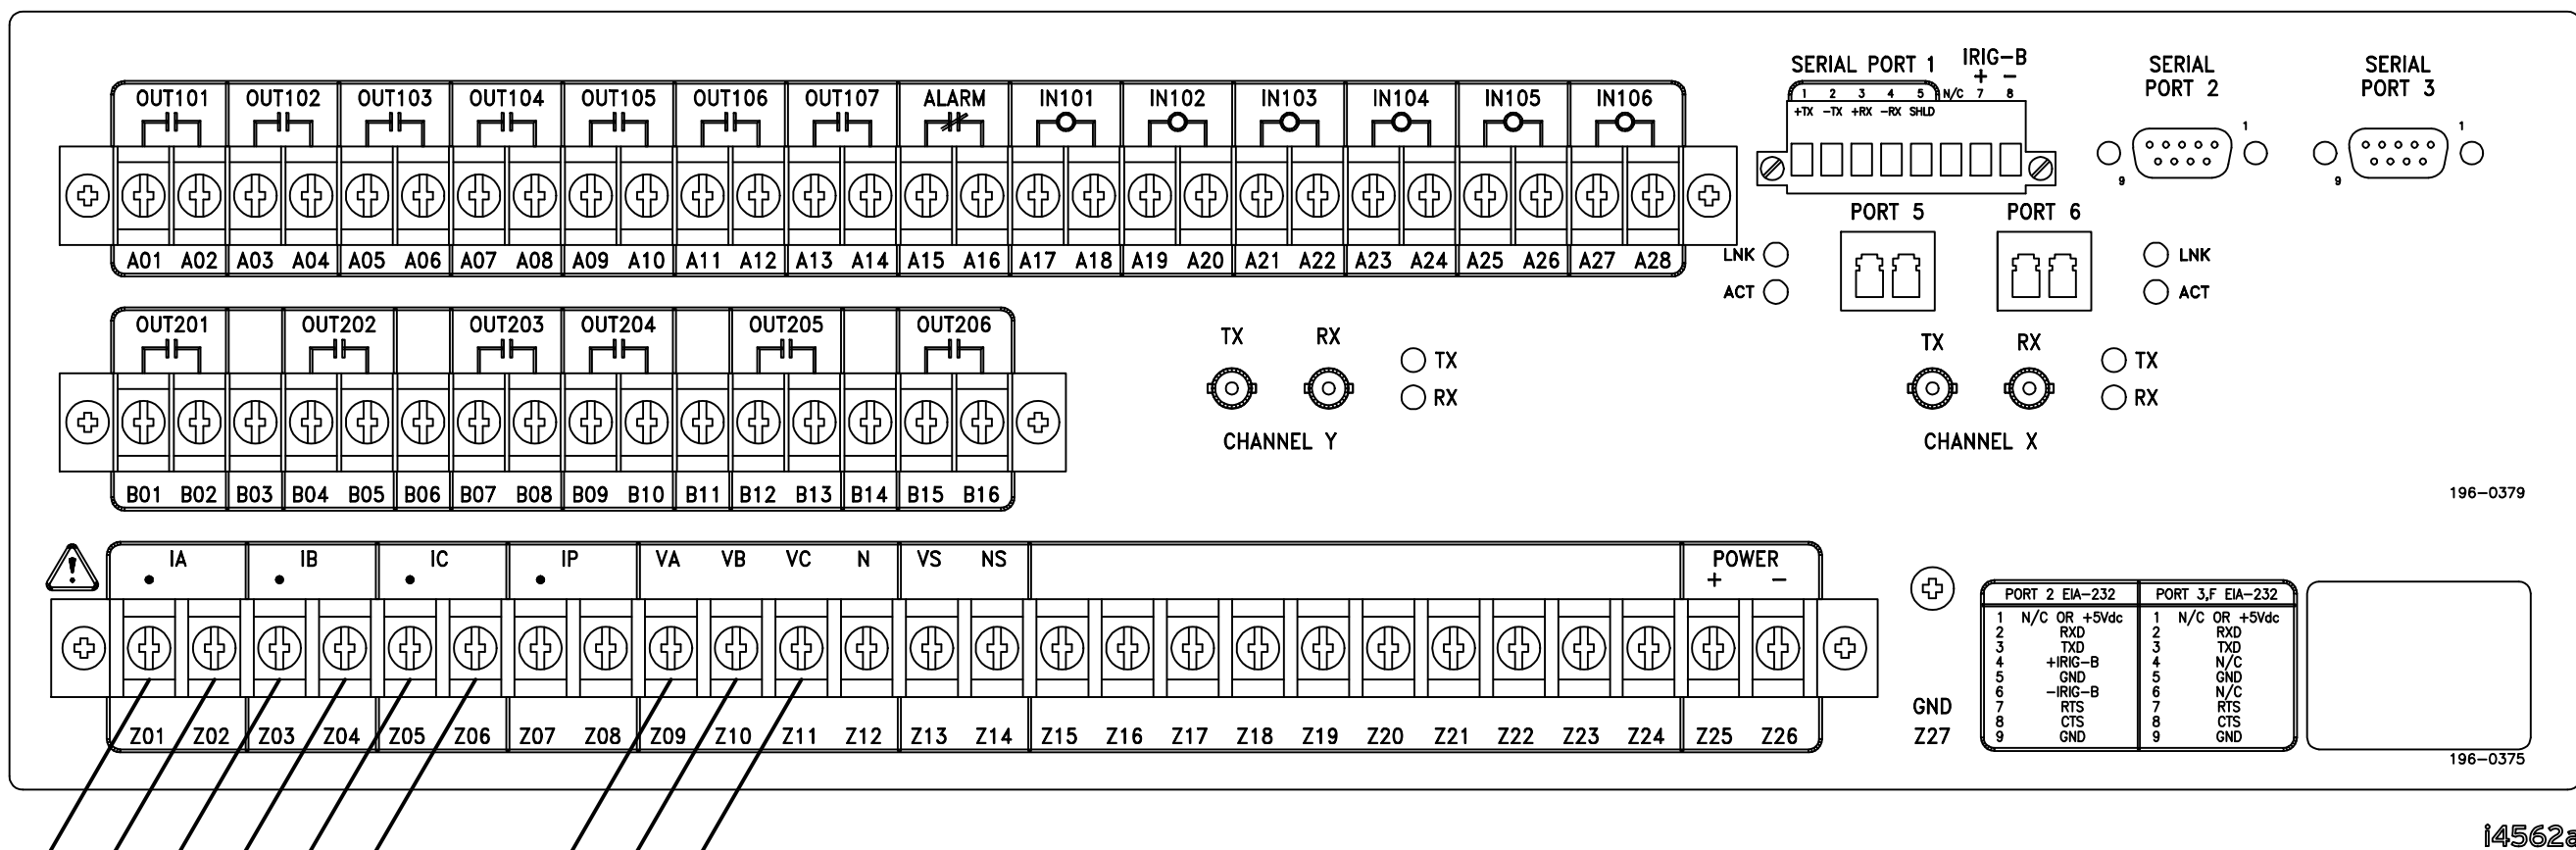 SERIAL PORT 1 IRIG-B
+ −
SERIAL
PORT 2
SERIAL
PORT 3
1 2 3 4 5 N/C 7 8
+TX −TX +RX −RX SHLD
1
9
1
9
OUT101 OUT102 OUT103 OUT104 OUT105 OUT106 OUT107 ALARM IN101 IN102 IN103 IN104 IN105 IN106
A01 A02 A03 A04 A05 A06 A07 A08 A09 A10 A11 A12 A13 A14 A15 A16 A17 A18 A19 A20 A21 A22 A23 A24 A25 A26 A27 A28
PORT 5 PORT 6
LNK
ACT
LNK
ACT
OUT201 OUT202 OUT203 OUT204 OUT205 OUT206
B01 B02 B03 B04 B05 B06 B07 B08 B09 B10 B11 B12 B13 B14 B15 B16
TX RX
TX
RX
CHANNEL Y
TX RX
TX
RX
CHANNEL X
196-0379
!
IA IB IC IP VA VB VC N VS NS POWER
+ −
Z01 Z02 Z03 Z04 Z05 Z06 Z07 Z08 Z09 Z10 Z11 Z12 Z13 Z14 Z15 Z16 Z17 Z18 Z19 Z20 Z21 Z22 Z23 Z24 Z25 Z26
GND
Z27
PORT 2 EIA-232 PORT 3,F EIA-232
1 N/C OR +5Vdc 1 N/C OR +5Vdc
2 RXD 2 RXD
3 TXD 3 TXD
4 +IRIG-B 4 N/C
5 GND 5 GND
6 −IRIG-B 6 N/C
7 RTS 7 RTS
8 CTS 8 CTS
9 GND 9 GND
196-0375
i4562a